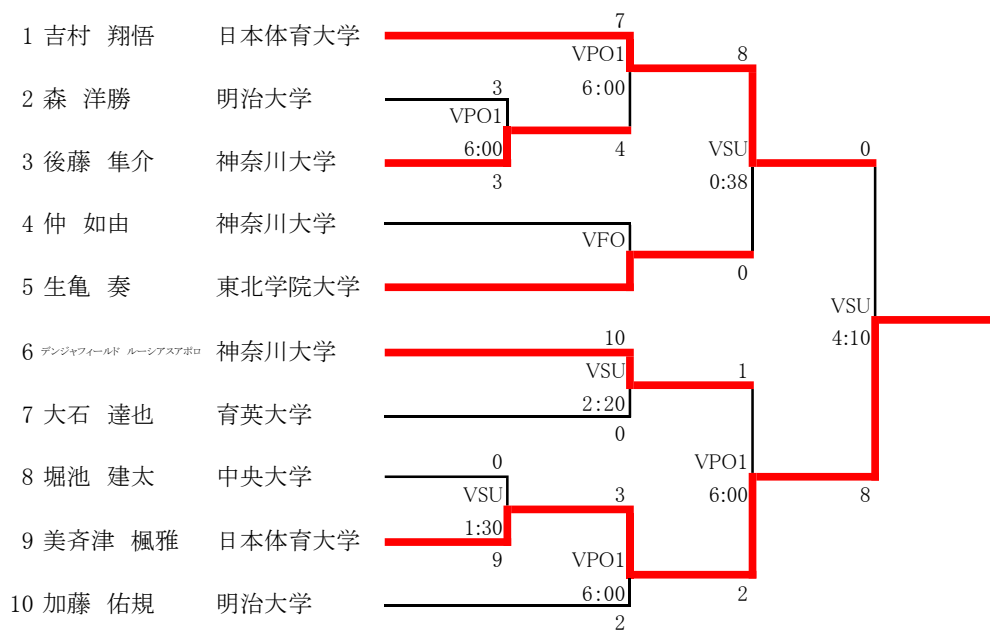 7
1 吉村 翔悟 日本体育大学
VPO1 8
2 森 洋勝 明治大学 3 6:00
VPO1
6:00 4 VSU 0
3 後藤 隼介 神奈川大学
3 0:38
4 仲 如由 神奈川大学
VFO
0
5 生亀 奏 東北学院大学
VSU
10 4:10
6 デンジャフィールド ルーシアスアポロ 神奈川大学
VSU 1
2:20
7 大石 達也 育英大学
0
0 VPO1
8 堀池 建太 中央大学
VSU 3 6:00 8
1:30
9 美斉津 楓雅 日本体育大学
9 VPO1
6:00 2
10 加藤 佑規 明治大学
2